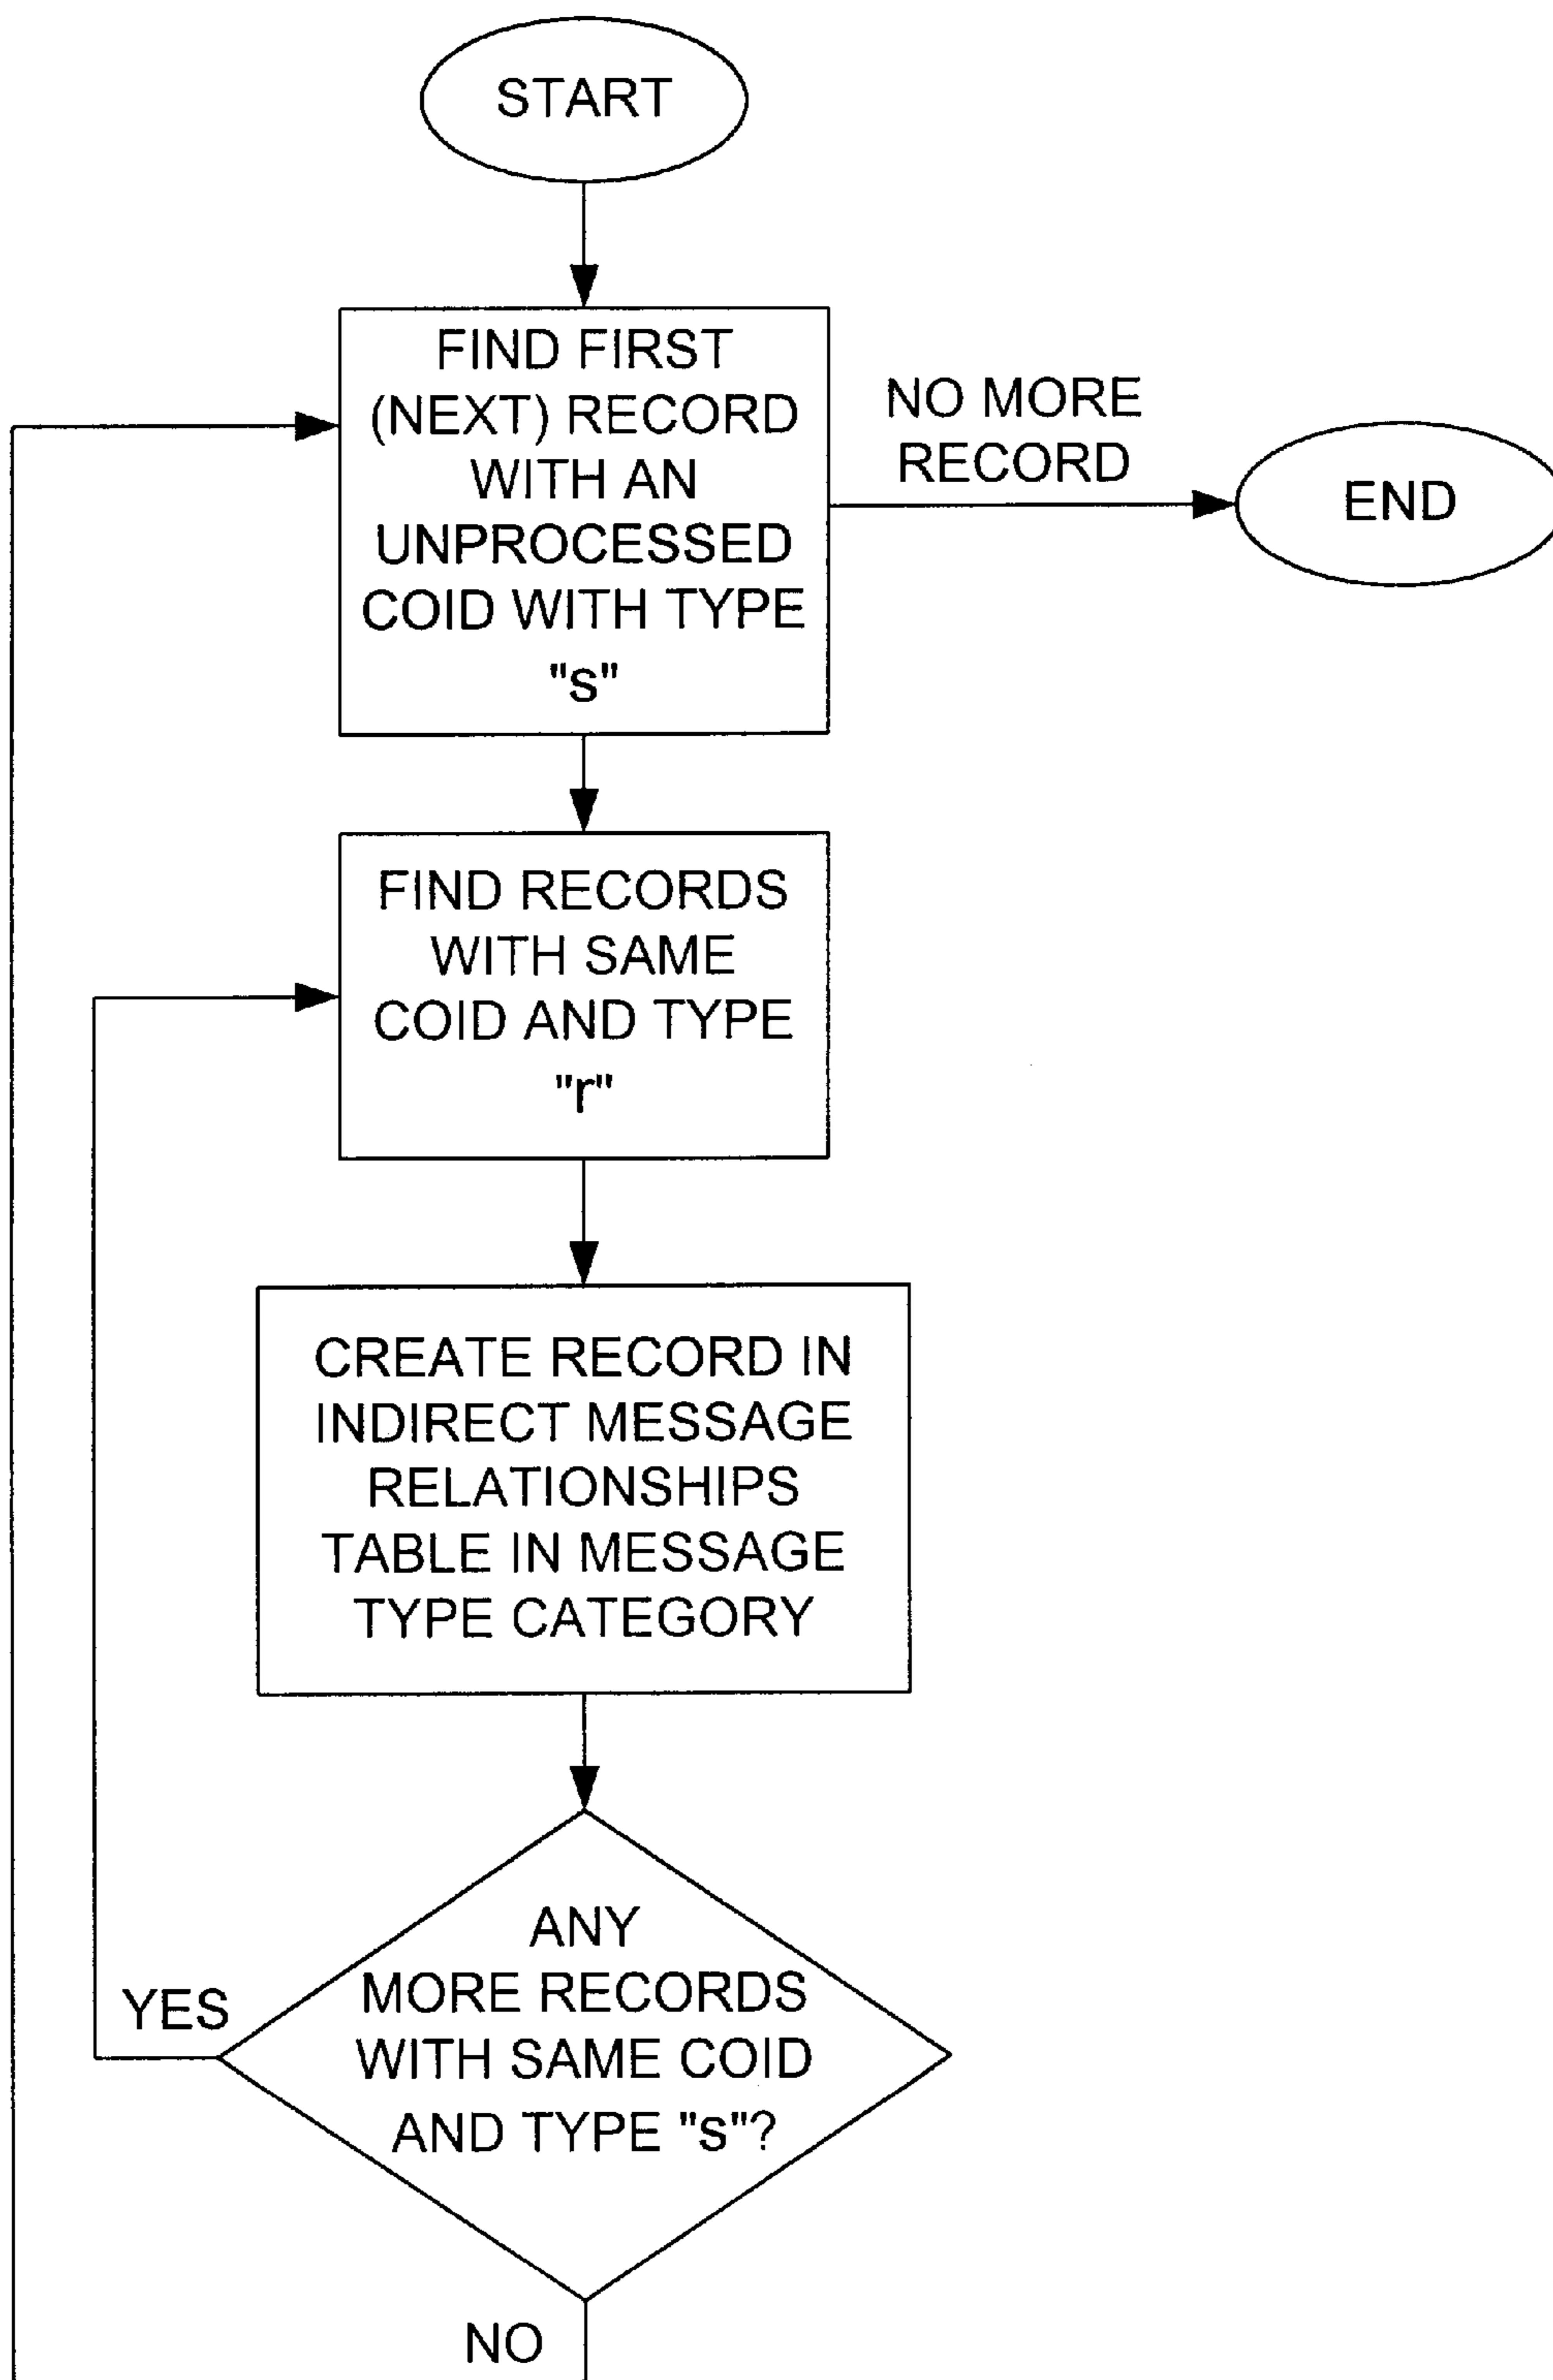 START
FIND FIRST
(NEXT) RECORD
WITH AN
UNPROCESSED
COID WITH TYPE
"s"
NO MORE
RECORD
END
FIND RECORDS
WITH SAME
COID AND TYPE
"r"
CREATE RECORD IN
INDIRECT MESSAGE
RELATIONSHIPS
TABLE IN MESSAGE
TYPE CATEGORY
ANY
MORE RECORDS
WITH SAME COID
AND TYPE "s"?
YES
NO